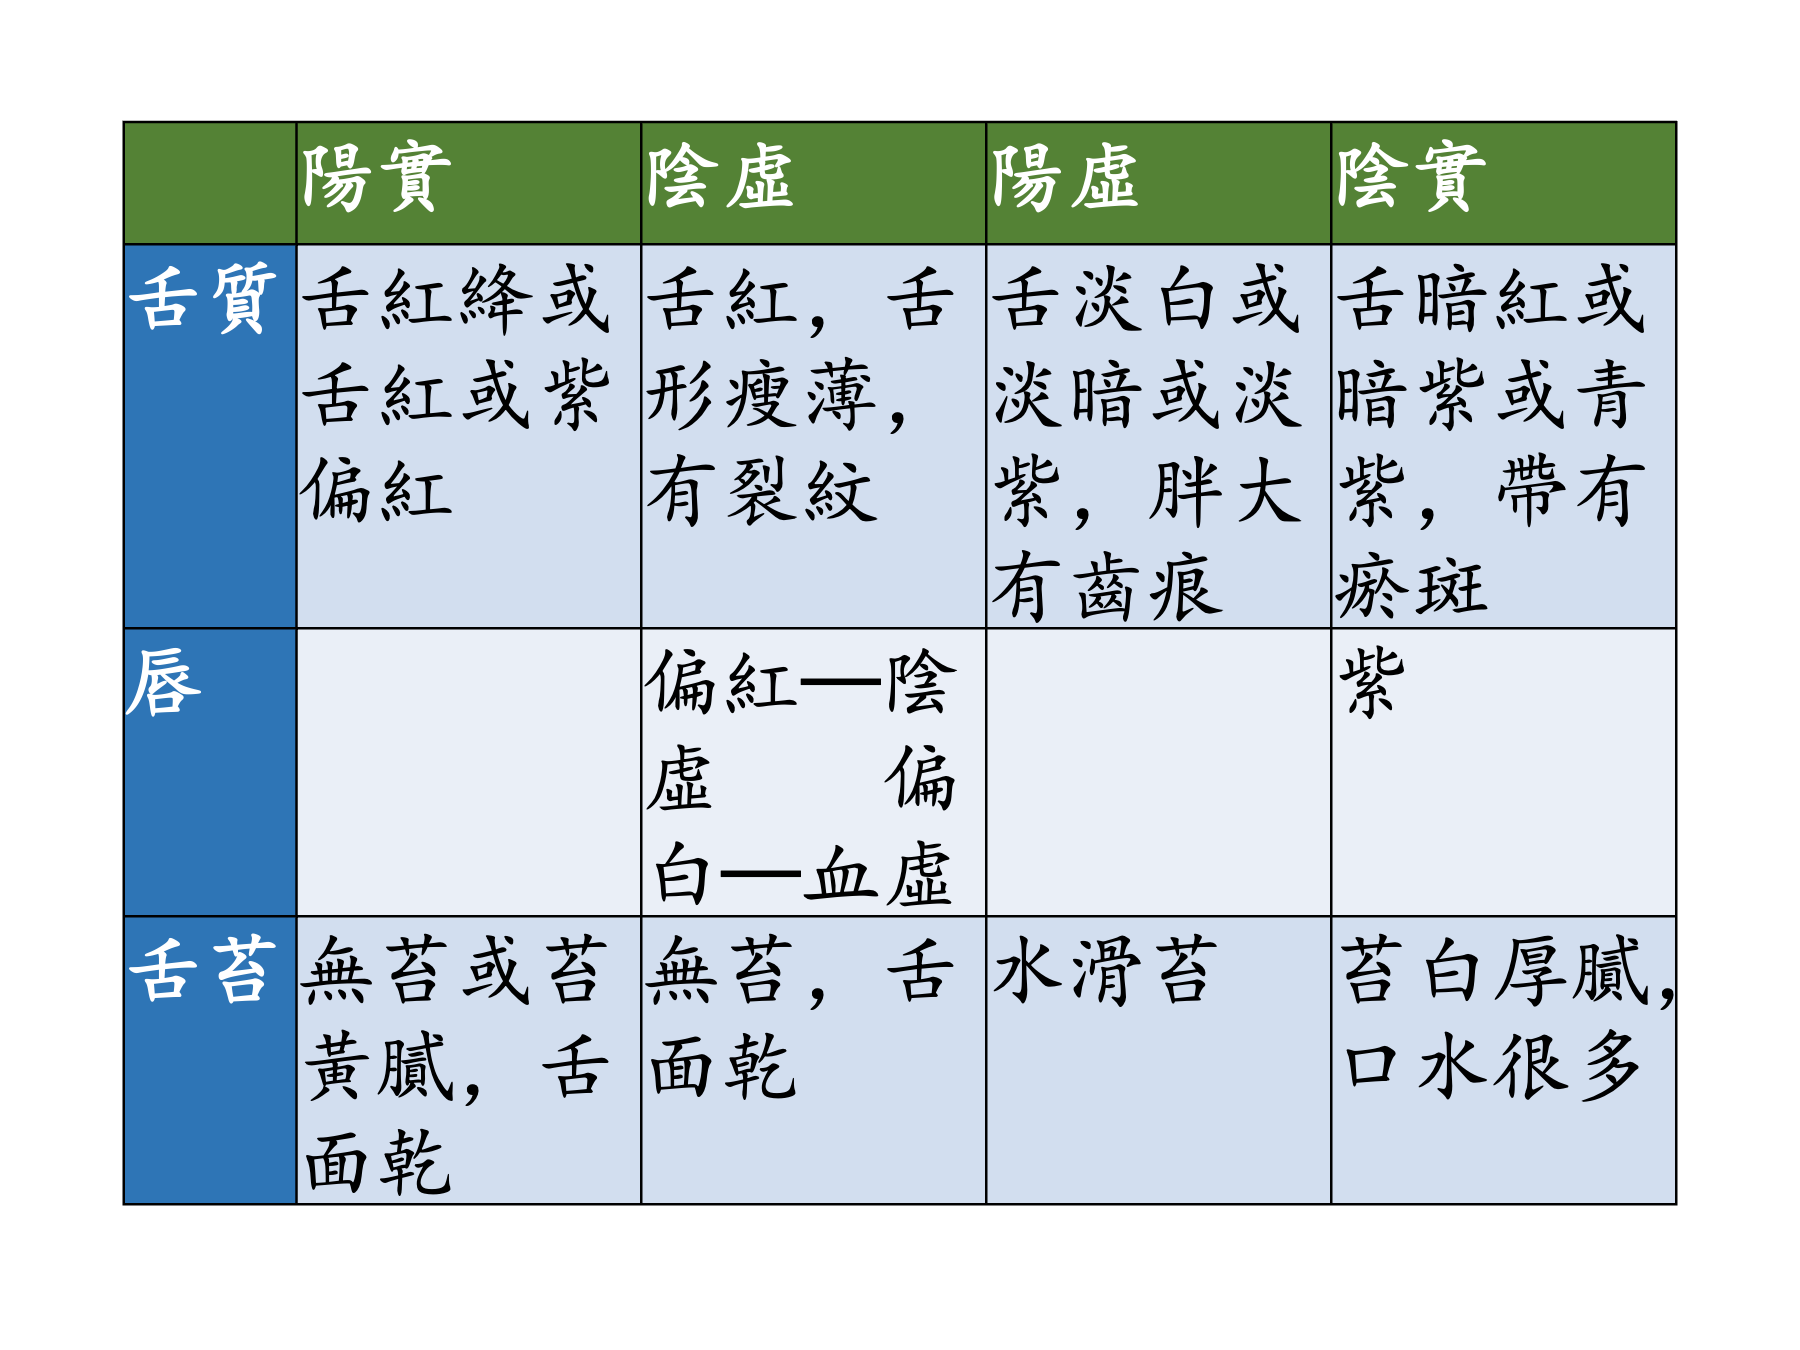 陽實
陰虛
陽虛
陰實
舌質
舌紅絳或
舌紅或紫
偏紅
舌紅，舌
形瘦薄，
有裂紋
舌淡白或
淡暗或淡
紫，胖大
有齒痕
舌暗紅或
暗紫或青
紫，帶有
瘀斑
唇
偏紅—陰
虛 偏
白—血虛
紫
舌苔
無苔或苔
黃膩，舌
面乾
無苔，舌
面乾
水滑苔
苔白厚膩，
口水很多